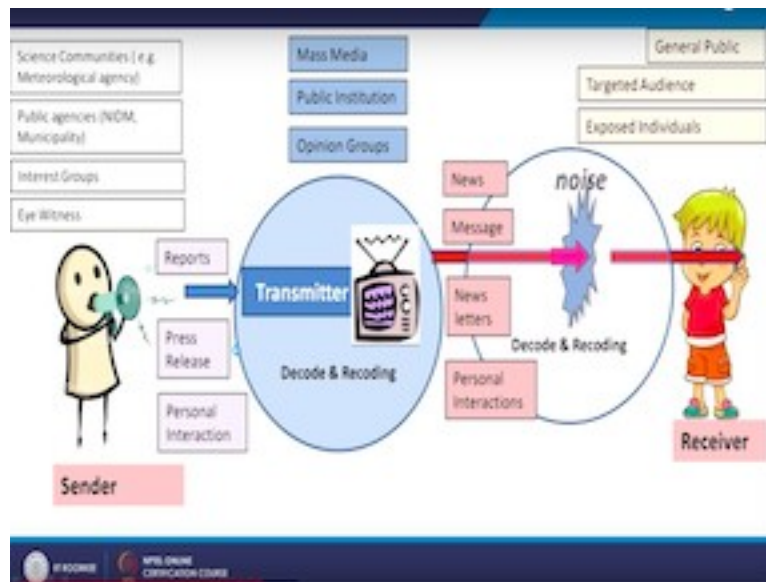 Science Communities ( e.g.
Meteorological agency)
Public agencies (NIDM,
Municipality)
Interest Groups
Eye Witness
Mass Media
Public Institution
Opinion Groups
General Public
Targeted Audience
Exposed Individuals
Reports
Press
Release
Personal
Interaction
Transmitter
Decode & Recoding
News
Message
News
letters
Personal
Interactions
noise
Decode & Recoding
Sender
Receiver
IIT ROORKEE
NPTEL ONLINE
CERTIFICATION COURSE